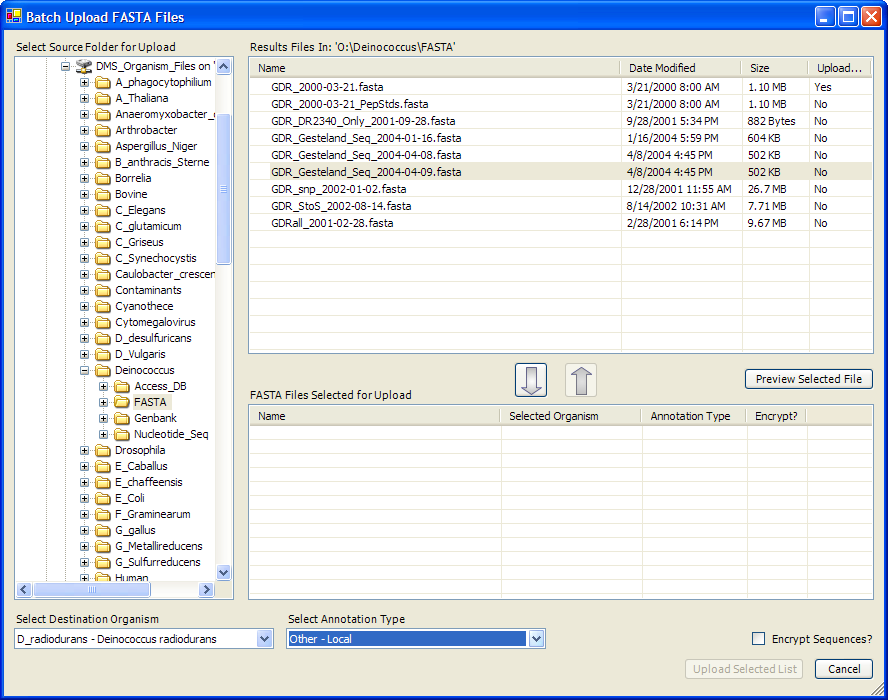 Batch Upload FASTA Files
Select Source Folder for Upload
DMS_Organism_Files on
A_phagocytophilium
A_Thaliana
Anaeromyxobacter_
Arthrobacter
Aspergillus_Niger
B_anthracis_Sterne
Borrelia
Bovine
C_Elegans
C_glutamicum
C_Griseus
C_Synechocystis
Caulobacter_crescen
Contaminants
Cyanothece
Cytomegalovirus
D_desulfuricans
D_Vulgaris
Deinococcus
Access_DB
FASTA
Genbank
Nucleotide_Seq
Drosophila
E_Caballus
E_chaffeensis
E_Coli
F_Graminearum
G_gallus
G_Metallireducens
G_Sulfurreducens
Human
Results Files In: 'O:\Deinococcus\FASTA'
Name Date Modified Size Upload...
GDR_2000-03-21.fasta 3/21/2000 8:00 AM 1.10 MB Yes
GDR_2000-03-21_PepStds.fasta 3/21/2000 8:00 AM 1.10 MB No
GDR_DR2340_Only_2001-09-28.fasta 9/28/2001 5:34 PM 882 Bytes No
GDR_Gesteland_Seq_2004-01-16.fasta 1/16/2004 5:59 PM 604 KB No
GDR_Gesteland_Seq_2004-04-08.fasta 4/8/2004 4:45 PM 502 KB No
GDR_Gesteland_Seq_2004-04-09.fasta 4/8/2004 4:45 PM 502 KB No
GDR_snp_2002-01-02.fasta 12/28/2001 11:55 AM 26.7 MB No
GDR_StoS_2002-08-14.fasta 8/14/2002 10:31 AM 7.71 MB No
GDRall_2001-02-28.fasta 2/28/2001 6:14 PM 9.67 MB No
Preview Selected File
FASTA Files Selected for Upload
Name Selected Organism Annotation Type Encrypt?
Select Destination Organism
D_radiodurans - Deinococcus radiodurans
Select Annotation Type
Other - Local
Encrypt Sequences?
Upload Selected List
Cancel